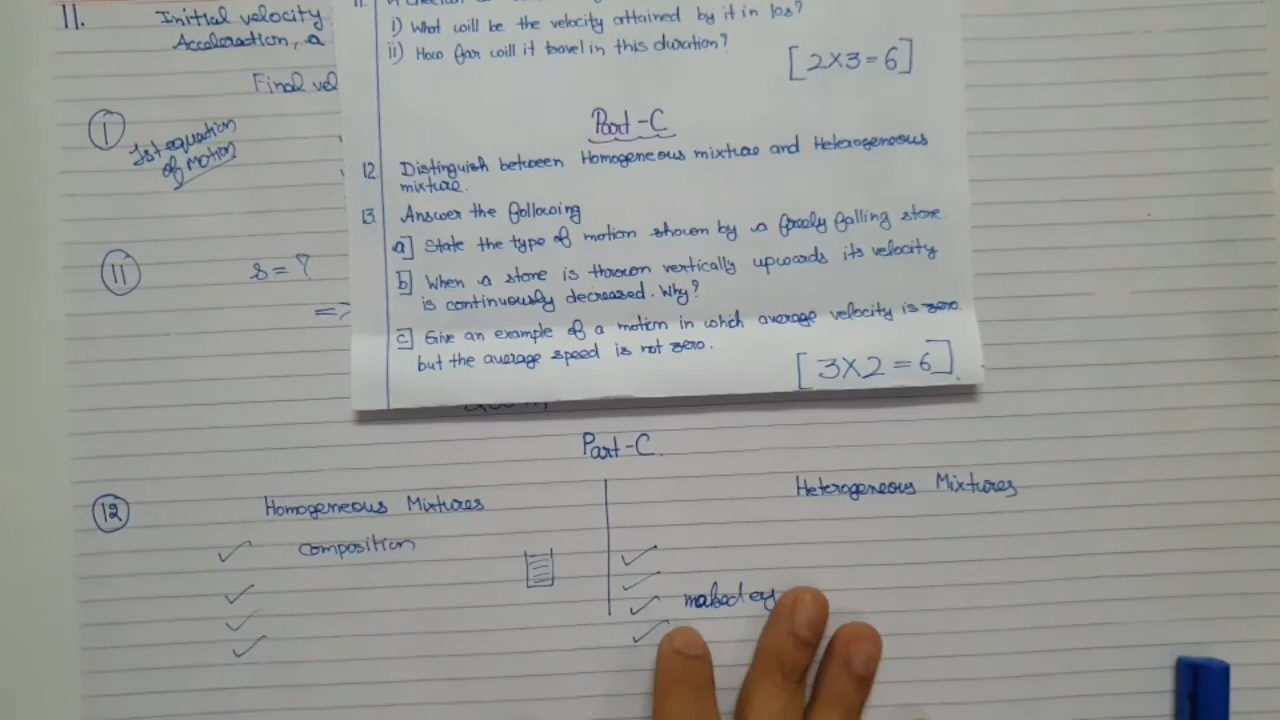 11. Initial velocity
Acceleration, a
Final vel
i) What will be the velocity attained by it in 10s?
ii) How far will it travel in this duration?
[2×3=6]
I
1st equation
of Motion
Part-C
12. Distinguish between Homogeneous mixture and Heterogeneous
mixture.
13. Answer the following
a] State the type of motion shown by a freely falling stone.
b] When a stone is thrown vertically upwards its velocity
is continuously decreased. Why?
c] Give an example of a motion in which average velocity is zero
but the average speed is not zero.
[3×2=6]
II s = ?
Part-C.
12 Homogeneous Mixtures Heterogeneous Mixtures
composition
naked ey